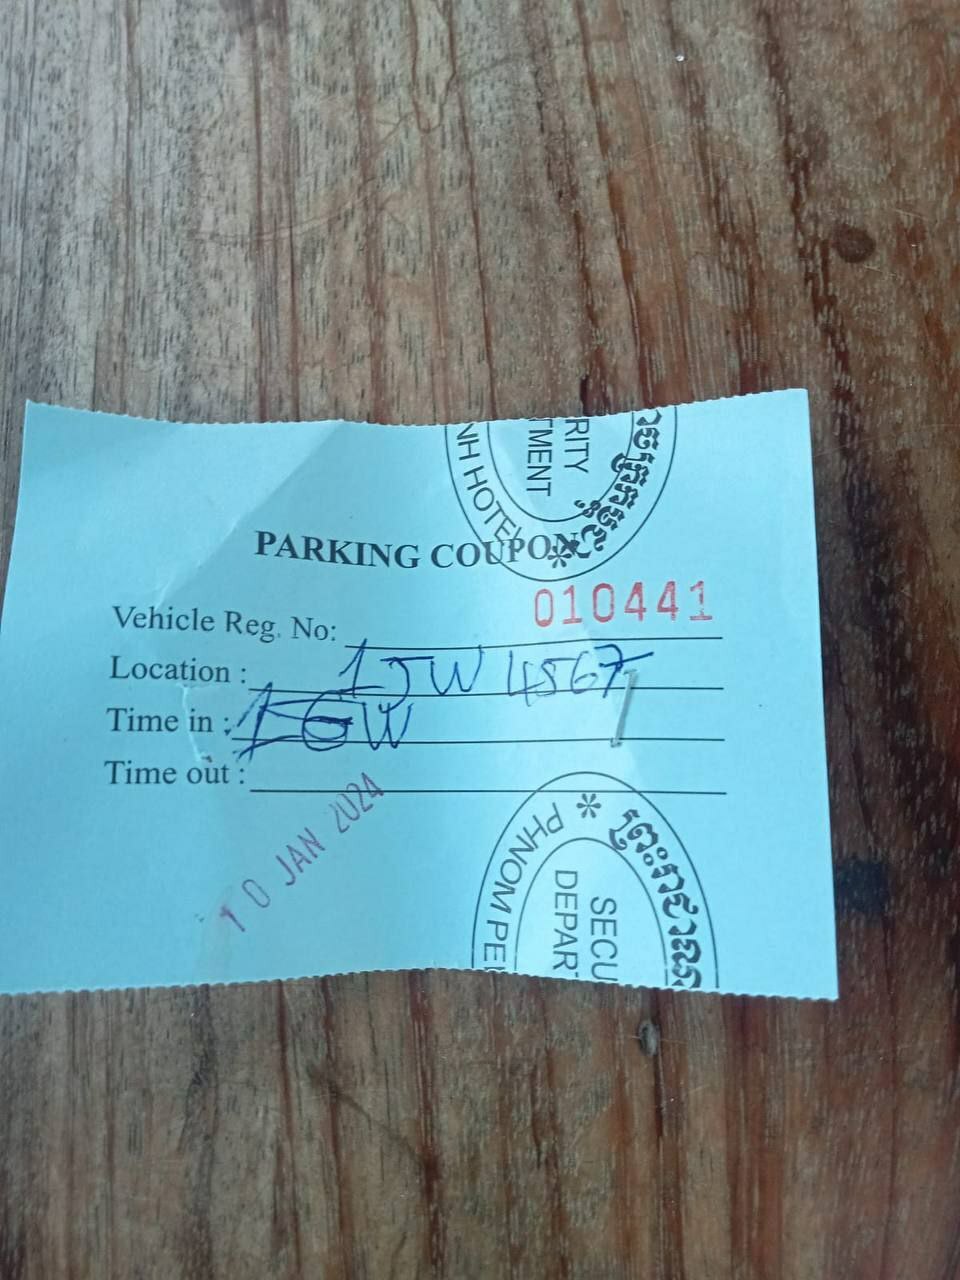 NH HOTEL
RITY
TMENT
PARKING COUPON
010441
Vehicle Reg. No:
Location : 1JW 4567
Time in :
Time out :
10 JAN 2024
PHNOM PE
SECU
DEPAR